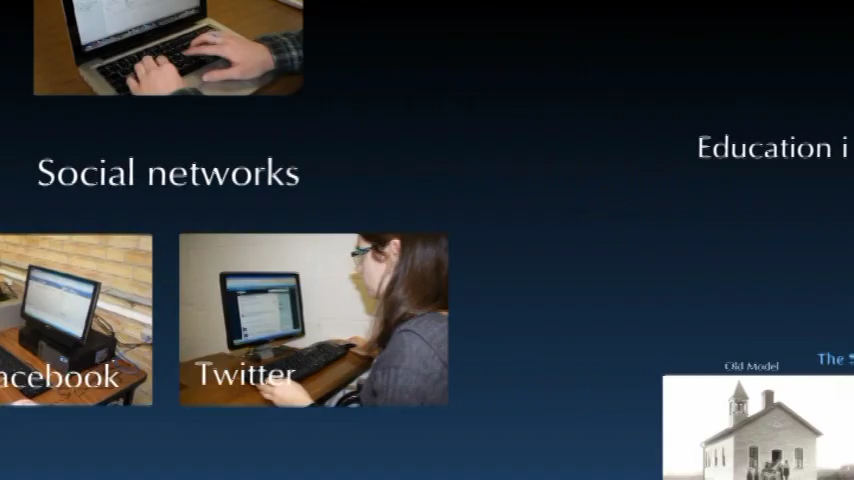 Social networks
Education i
acebook
Twitter
Old Model
The